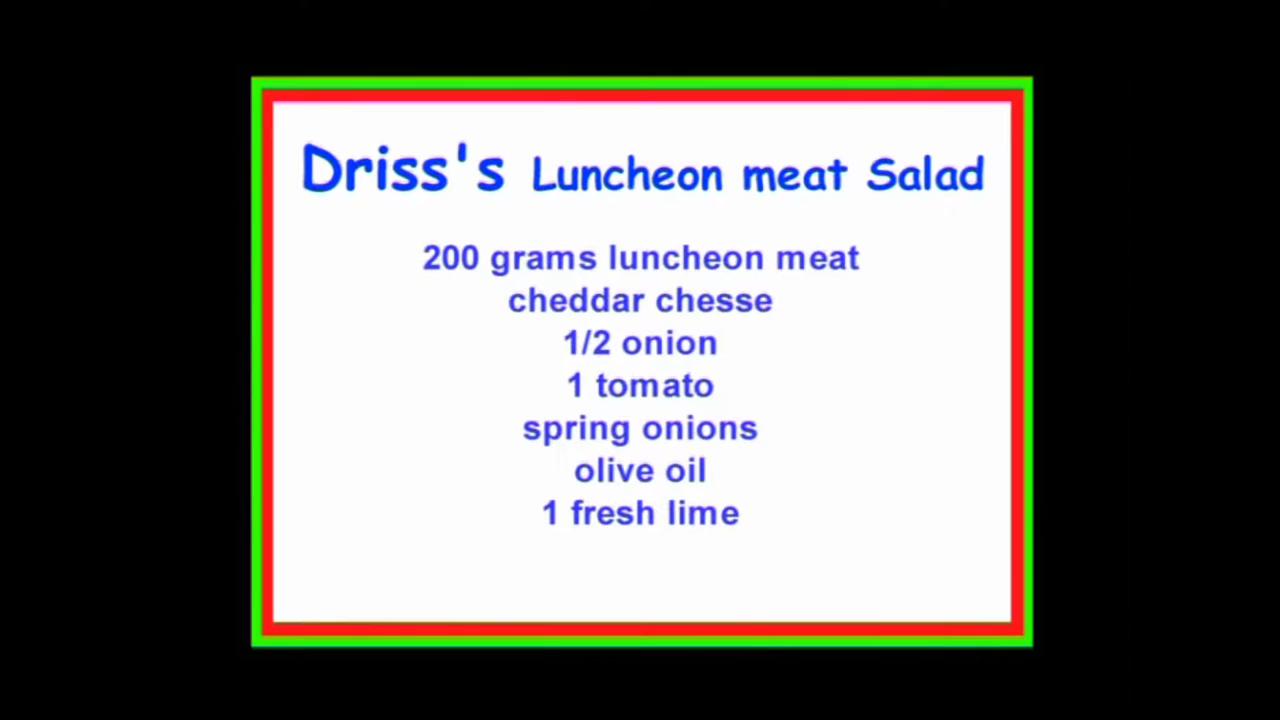 Driss's Luncheon meat Salad
200 grams luncheon meat
cheddar chesse
1/2 onion
1 tomato
spring onions
olive oil
1 fresh lime